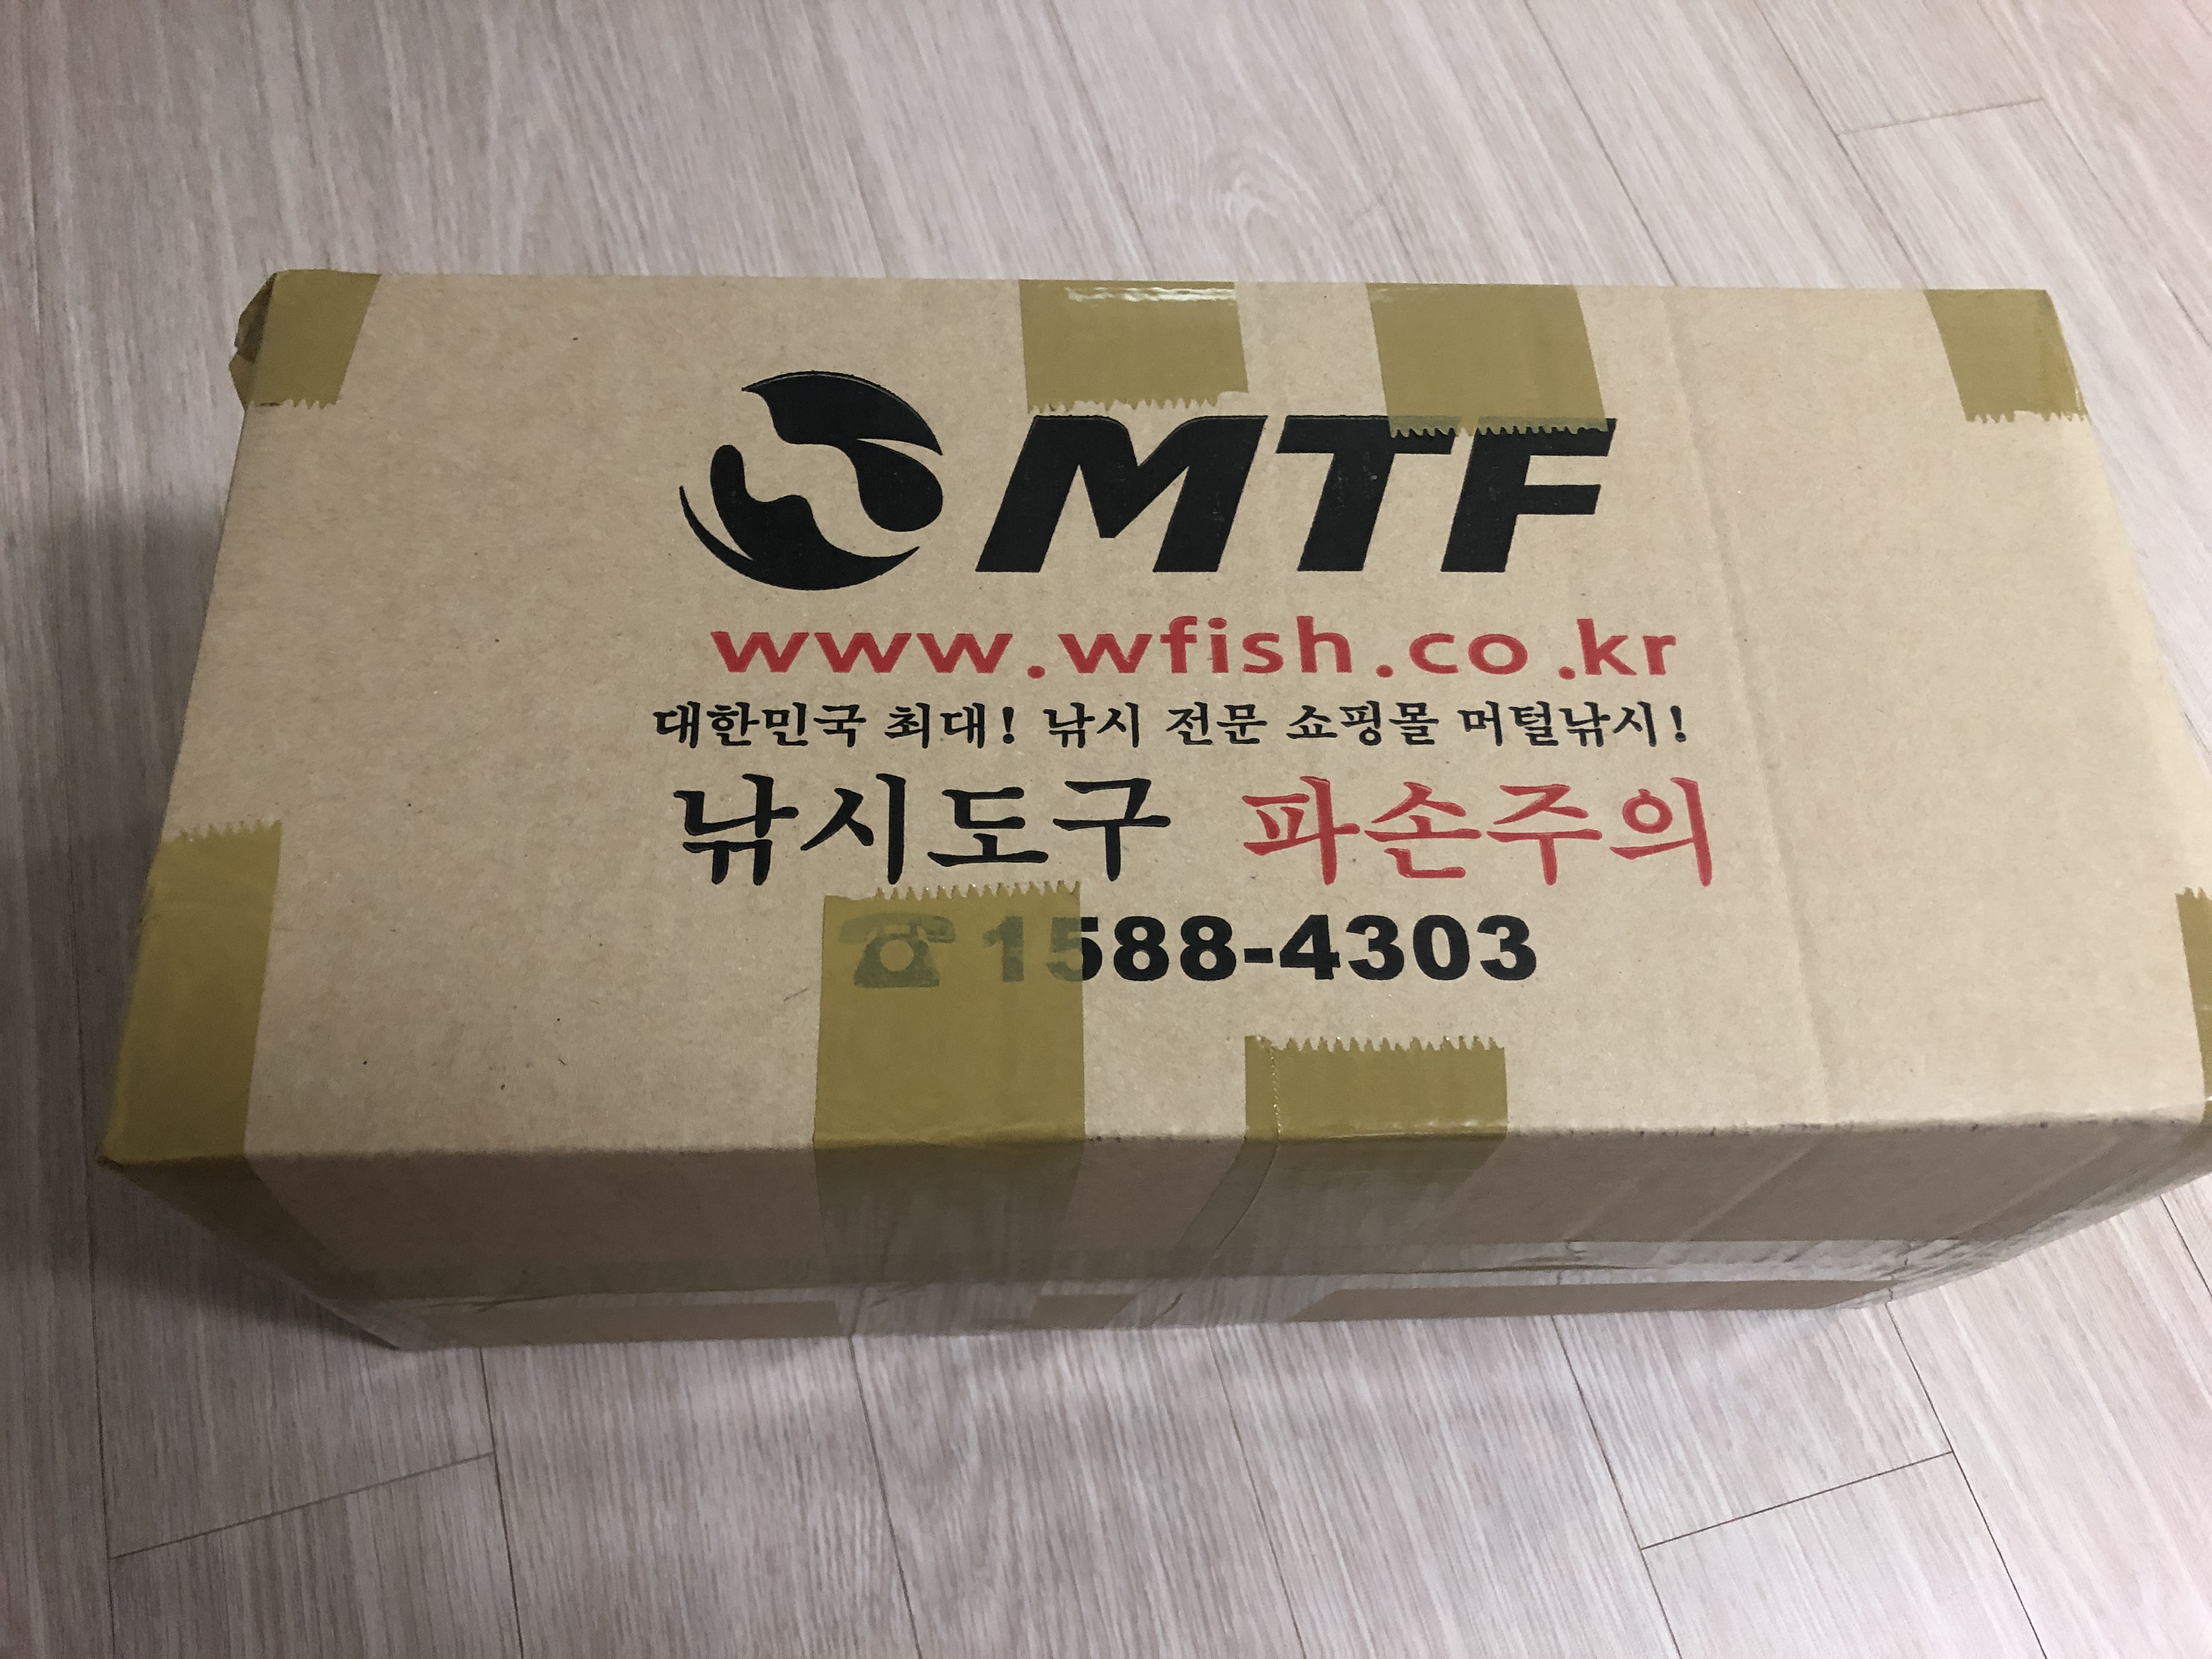 MTF
www.wfish.co.kr
대한민국 최대! 낚시 전문 쇼핑몰 머털낚시!
낚시도구 파손주의
☎1588-4303